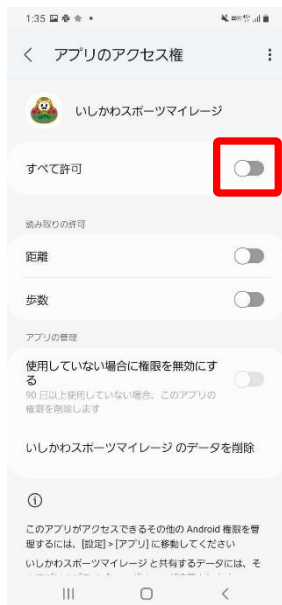 1:35
アプリのアクセス権
いしかわスポーツマイレージ
すべて許可
読み取りの許可
距離
歩数
アプリの管理
使用していない場合に権限を無効にす
る
90 日以上使用していない場合、このアプリの
権限を削除します
いしかわスポーツマイレージ のデータを削除
このアプリがアクセスできるその他の Android 権限を管
理するには、[設定] > [アプリ] に移動してください
いしかわスポーツマイレージ と共有するデータには、そ